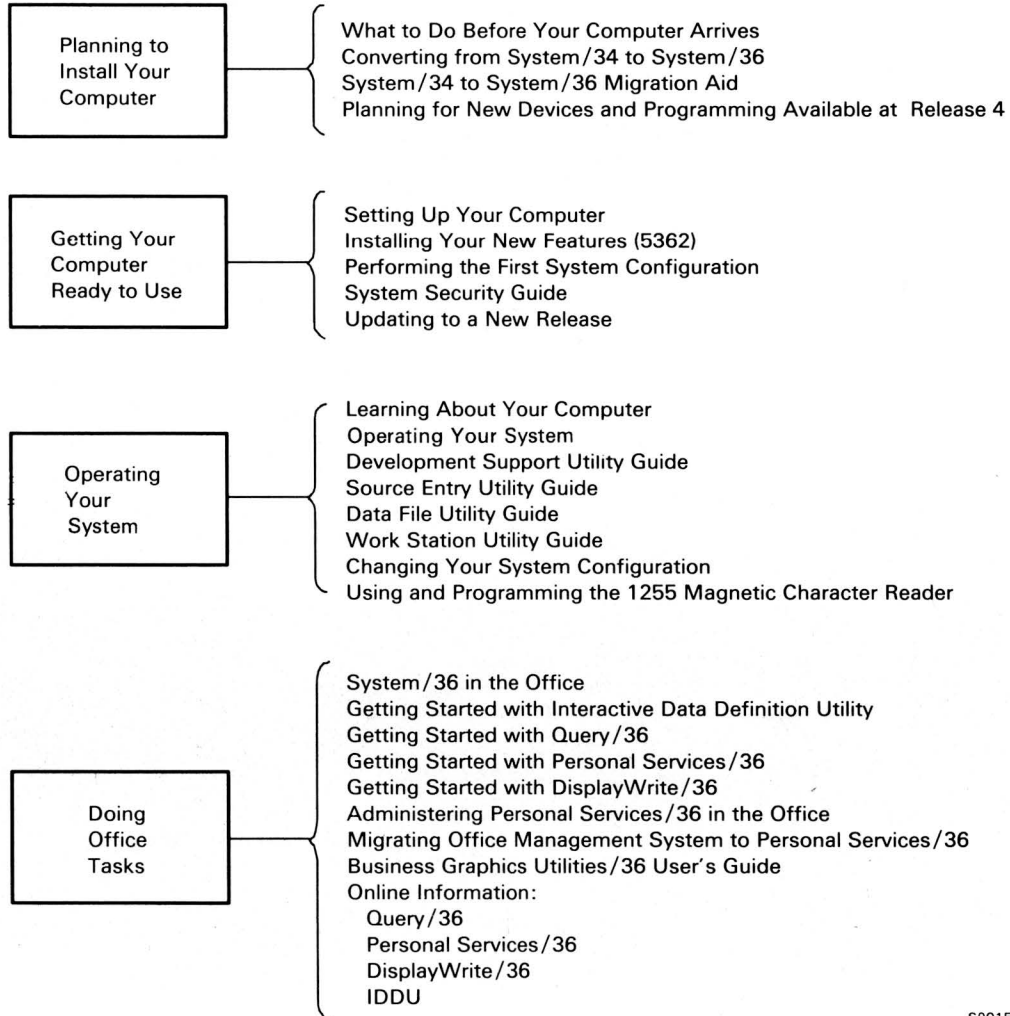 Planning to
Install Your
Computer
What to Do Before Your Computer Arrives
Converting from System/34 to System/36
System/34 to System/36 Migration Aid
Planning for New Devices and Programming Available at Release 4
Getting Your
Computer
Ready to Use
Setting Up Your Computer
Installing Your New Features (5362)
Performing the First System Configuration
System Security Guide
Updating to a New Release
Operating
Your
System
Learning About Your Computer
Operating Your System
Development Support Utility Guide
Source Entry Utility Guide
Data File Utility Guide
Work Station Utility Guide
Changing Your System Configuration
Using and Programming the 1255 Magnetic Character Reader
Doing
Office
Tasks
System/36 in the Office
Getting Started with Interactive Data Definition Utility
Getting Started with Query/36
Getting Started with Personal Services/36
Getting Started with DisplayWrite/36
Administering Personal Services/36 in the Office
Migrating Office Management System to Personal Services/36
Business Graphics Utilities/36 User's Guide
Online Information:
Query/36
Personal Services/36
DisplayWrite/36
IDDU